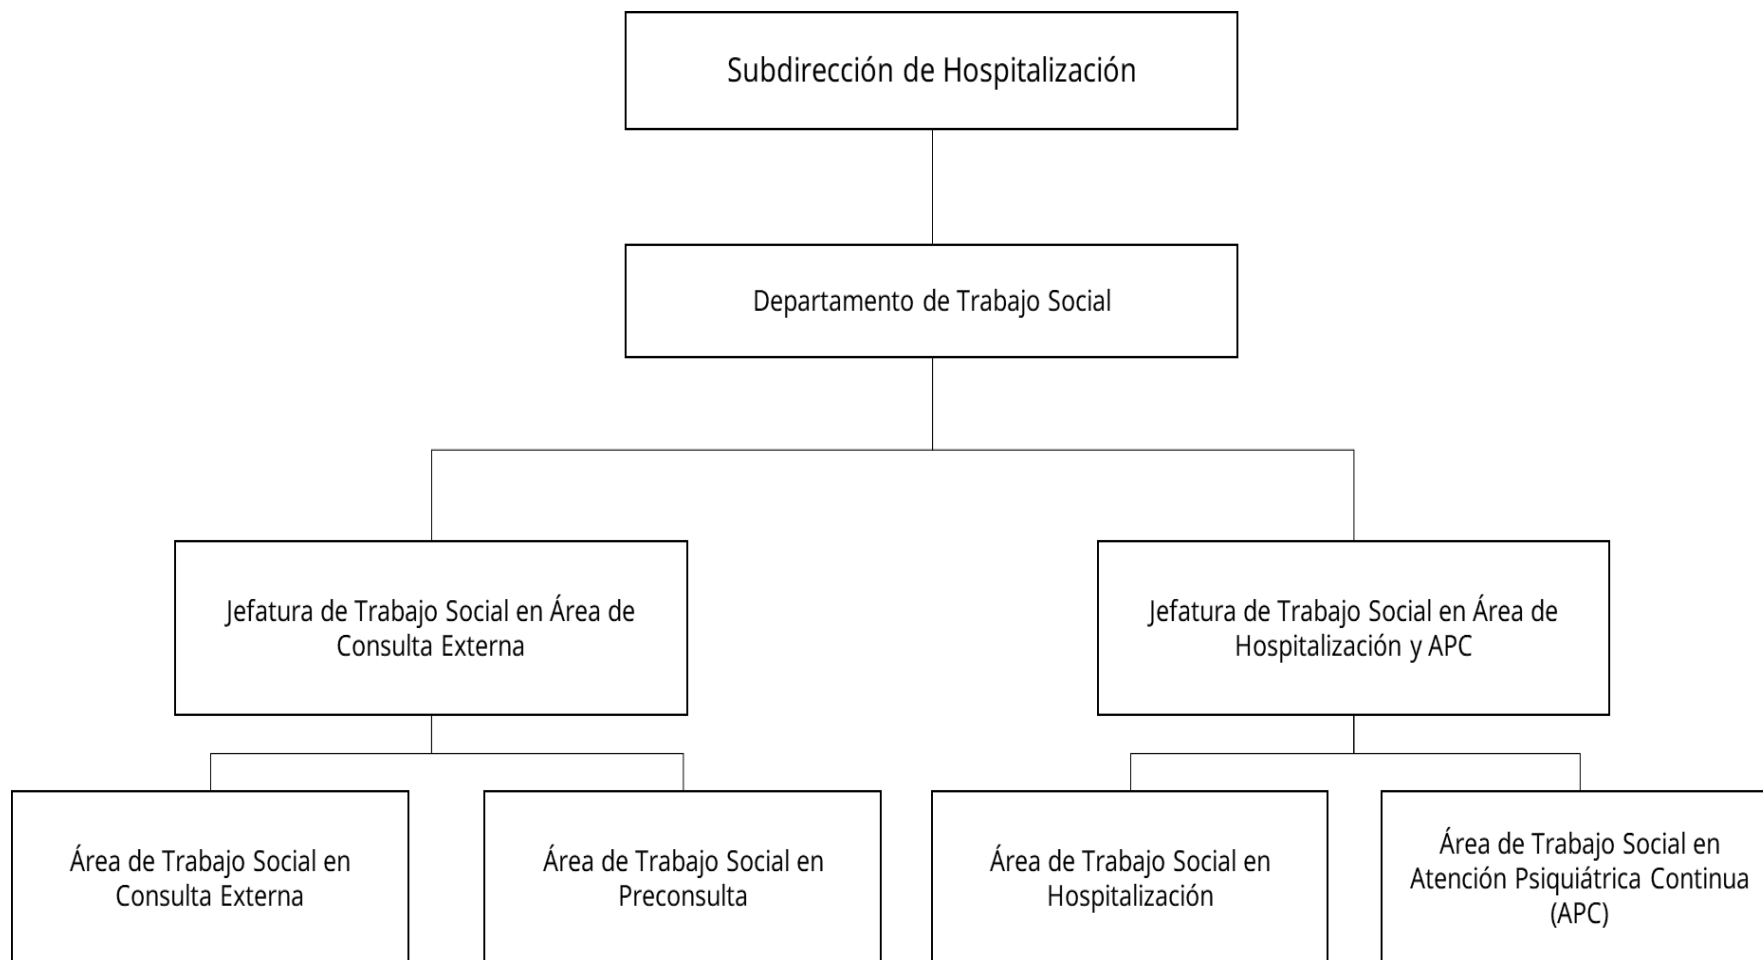 Subdirección de Hospitalización
Departamento de Trabajo Social
Jefatura de Trabajo Social en Área de
Consulta Externa
Jefatura de Trabajo Social en Área de
Hospitalización y APC
Área de Trabajo Social en
Consulta Externa
Área de Trabajo Social en
Preconsulta
Área de Trabajo Social en
Hospitalización
Área de Trabajo Social en
Atención Psiquiátrica Continua
(APC)